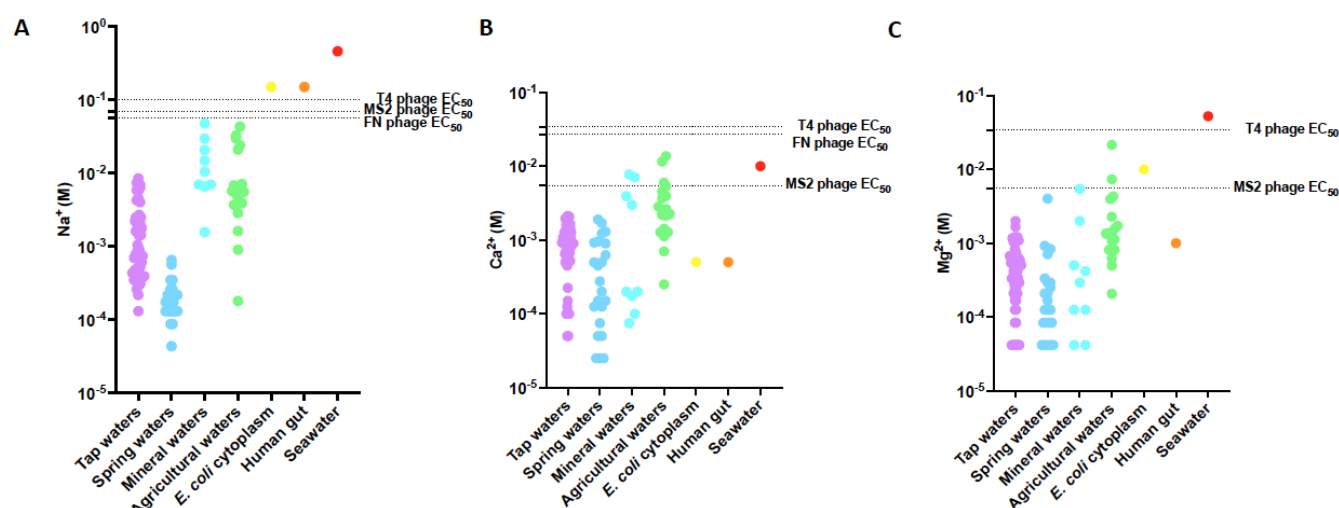 A
Na⁺ (M)
10⁰
10⁻¹
10⁻²
10⁻³
10⁻⁴
10⁻⁵
T4 phage EC₅₀
MS2 phage EC₅₀
FN phage EC₅₀
Tap waters
Spring waters
Mineral waters
Agricultural waters
E. coli cytoplasm
Human gut
Seawater
B
Ca²⁺ (M)
10⁻¹
10⁻²
10⁻³
10⁻⁴
10⁻⁵
T4 phage EC₅₀
FN phage EC₅₀
MS2 phage EC₅₀
Tap waters
Spring waters
Mineral waters
Agricultural waters
E. coli cytoplasm
Human gut
Seawater
C
Mg²⁺ (M)
10⁻¹
10⁻²
10⁻³
10⁻⁴
10⁻⁵
T4 phage EC₅₀
MS2 phage EC₅₀
Tap waters
Spring waters
Mineral waters
Agricultural waters
E. coli cytoplasm
Human gut
Seawater